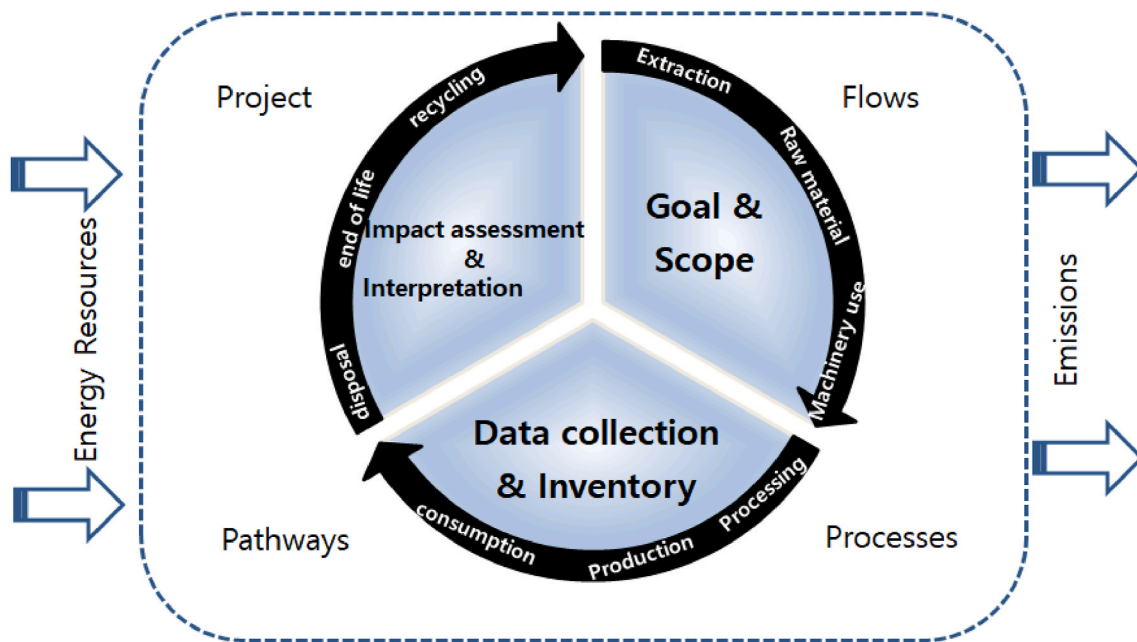 Project
Flows
Energy Resources
Emissions
Pathways
Processes
Extraction
Raw material
Machinery use
Processing
Production
consumption
disposal
end of life
recycling
Goal &
Scope
Data collection
& Inventory
Impact assessment
&
Interpretation